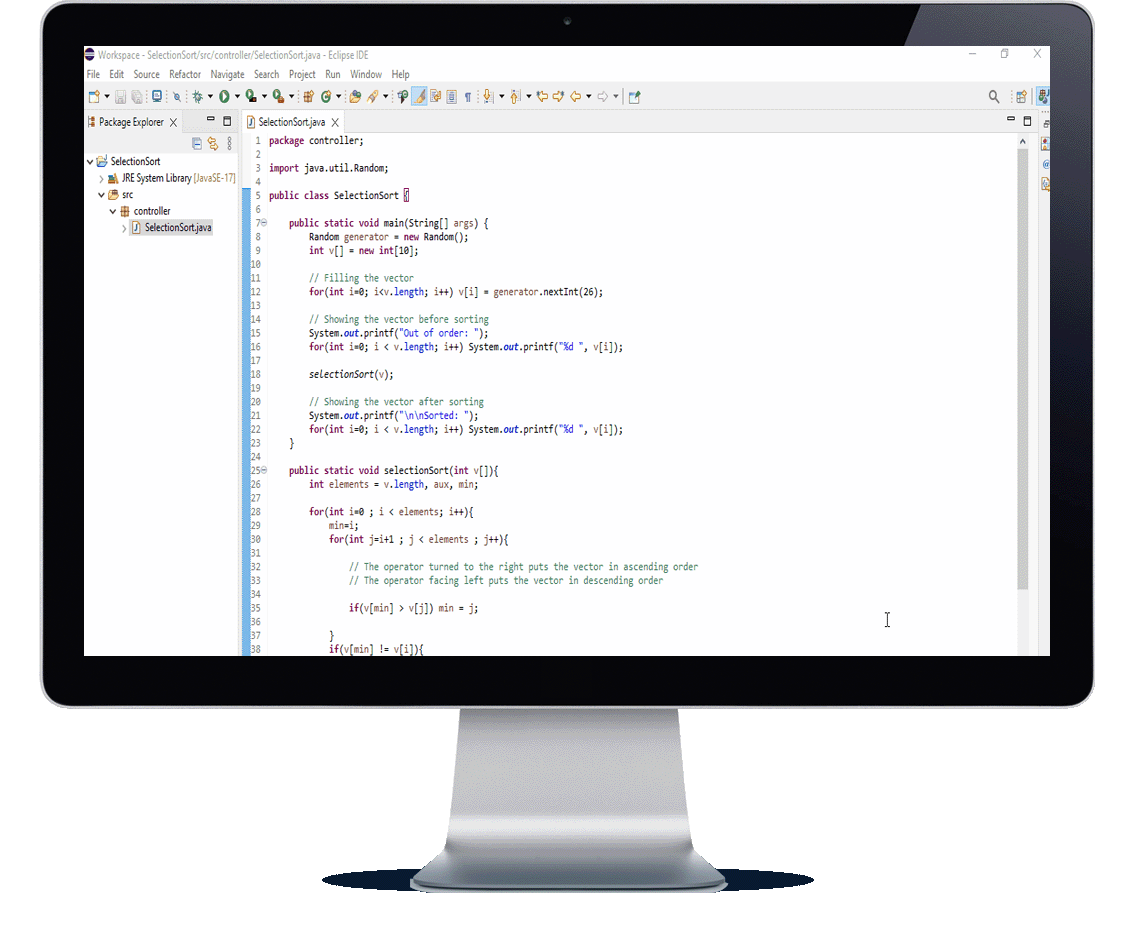 Workspace - SelectionSort/src/controller/SelectionSort.java - Eclipse IDE
File Edit Source Refactor Navigate Search Project Run Window Help
Package Explorer
SelectionSort
JRE System Library [JavaSE-17]
src
controller
SelectionSort.java
SelectionSort.java
1 package controller;
2
3 import java.util.Random;
4
5 public class SelectionSort {
6
7 public static void main(String[] args) {
8 Random generator = new Random();
9 int v[] = new int[10];
10
11 // Filling the vector
12 for(int i=0; i<v.length; i++) v[i] = generator.nextInt(26);
13
14 // Showing the vector before sorting
15 System.out.printf("Out of order: ");
16 for(int i=0; i < v.length; i++) System.out.printf("%d ", v[i]);
17
18 selectionSort(v);
19
20 // Showing the vector after sorting
21 System.out.printf("\n\nSorted: ");
22 for(int i=0; i < v.length; i++) System.out.printf("%d ", v[i]);
23 }
24
25 public static void selectionSort(int v[]){
26 int elements = v.length, aux, min;
27
28 for(int i=0 ; i < elements; i++){
29 min=i;
30 for(int j=i+1 ; j < elements ; j++){
31
32 // The operator turned to the right puts the vector in ascending order
33 // The operator facing left puts the vector in descending order
34
35 if(v[min] > v[j]) min = j;
36
37 }
38 if(v[min] != v[i]){